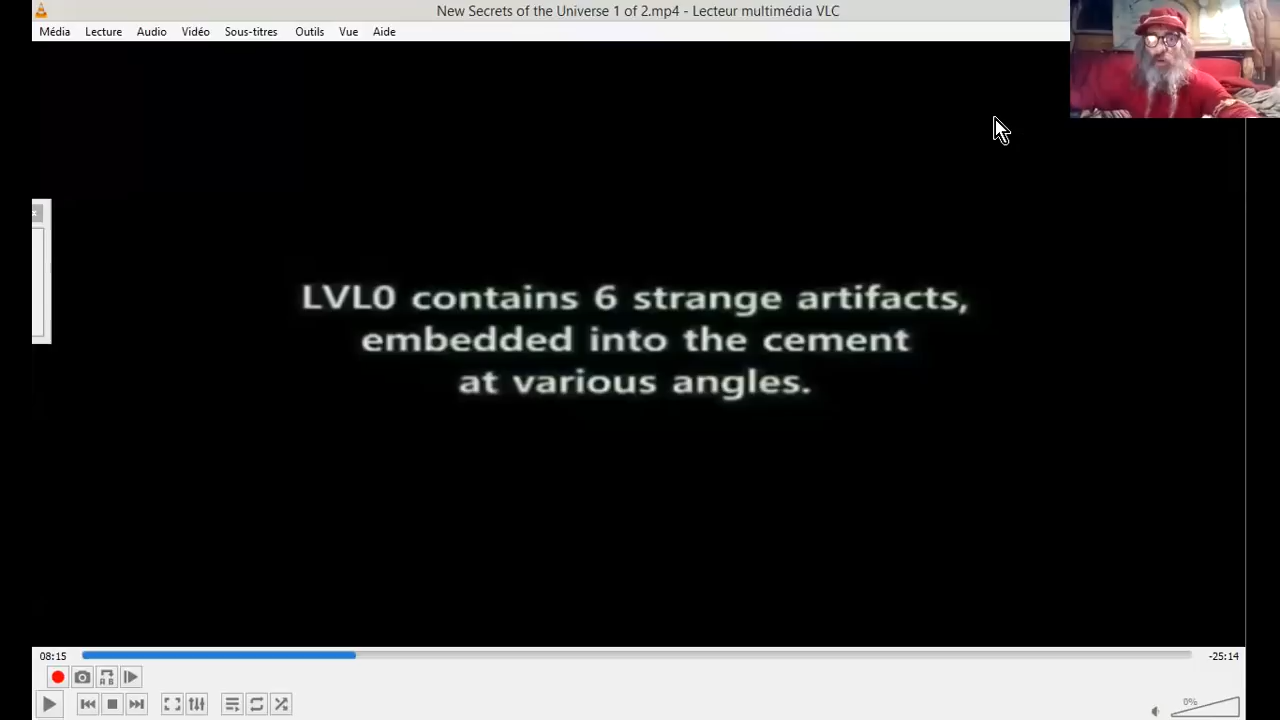 New Secrets of the Universe 1 of 2.mp4 - Lecteur multimédia VLC
Média Lecture Audio Vidéo Sous-titres Outils Vue Aide
LVL0 contains 6 strange artifacts,
embedded into the cement
at various angles.
08:15 -25:14
A B
0%